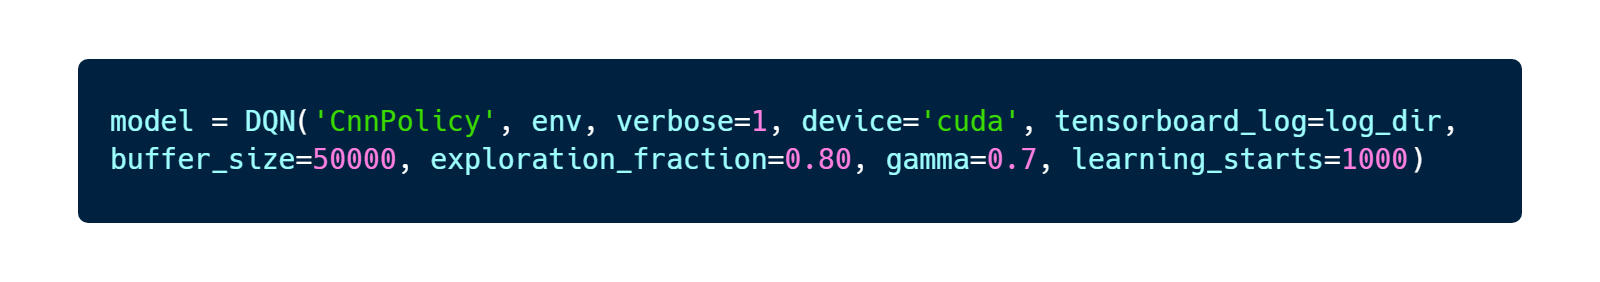 model = DQN('CnnPolicy', env, verbose=1, device='cuda', tensorboard_log=log_dir,
buffer_size=50000, exploration_fraction=0.80, gamma=0.7, learning_starts=1000)